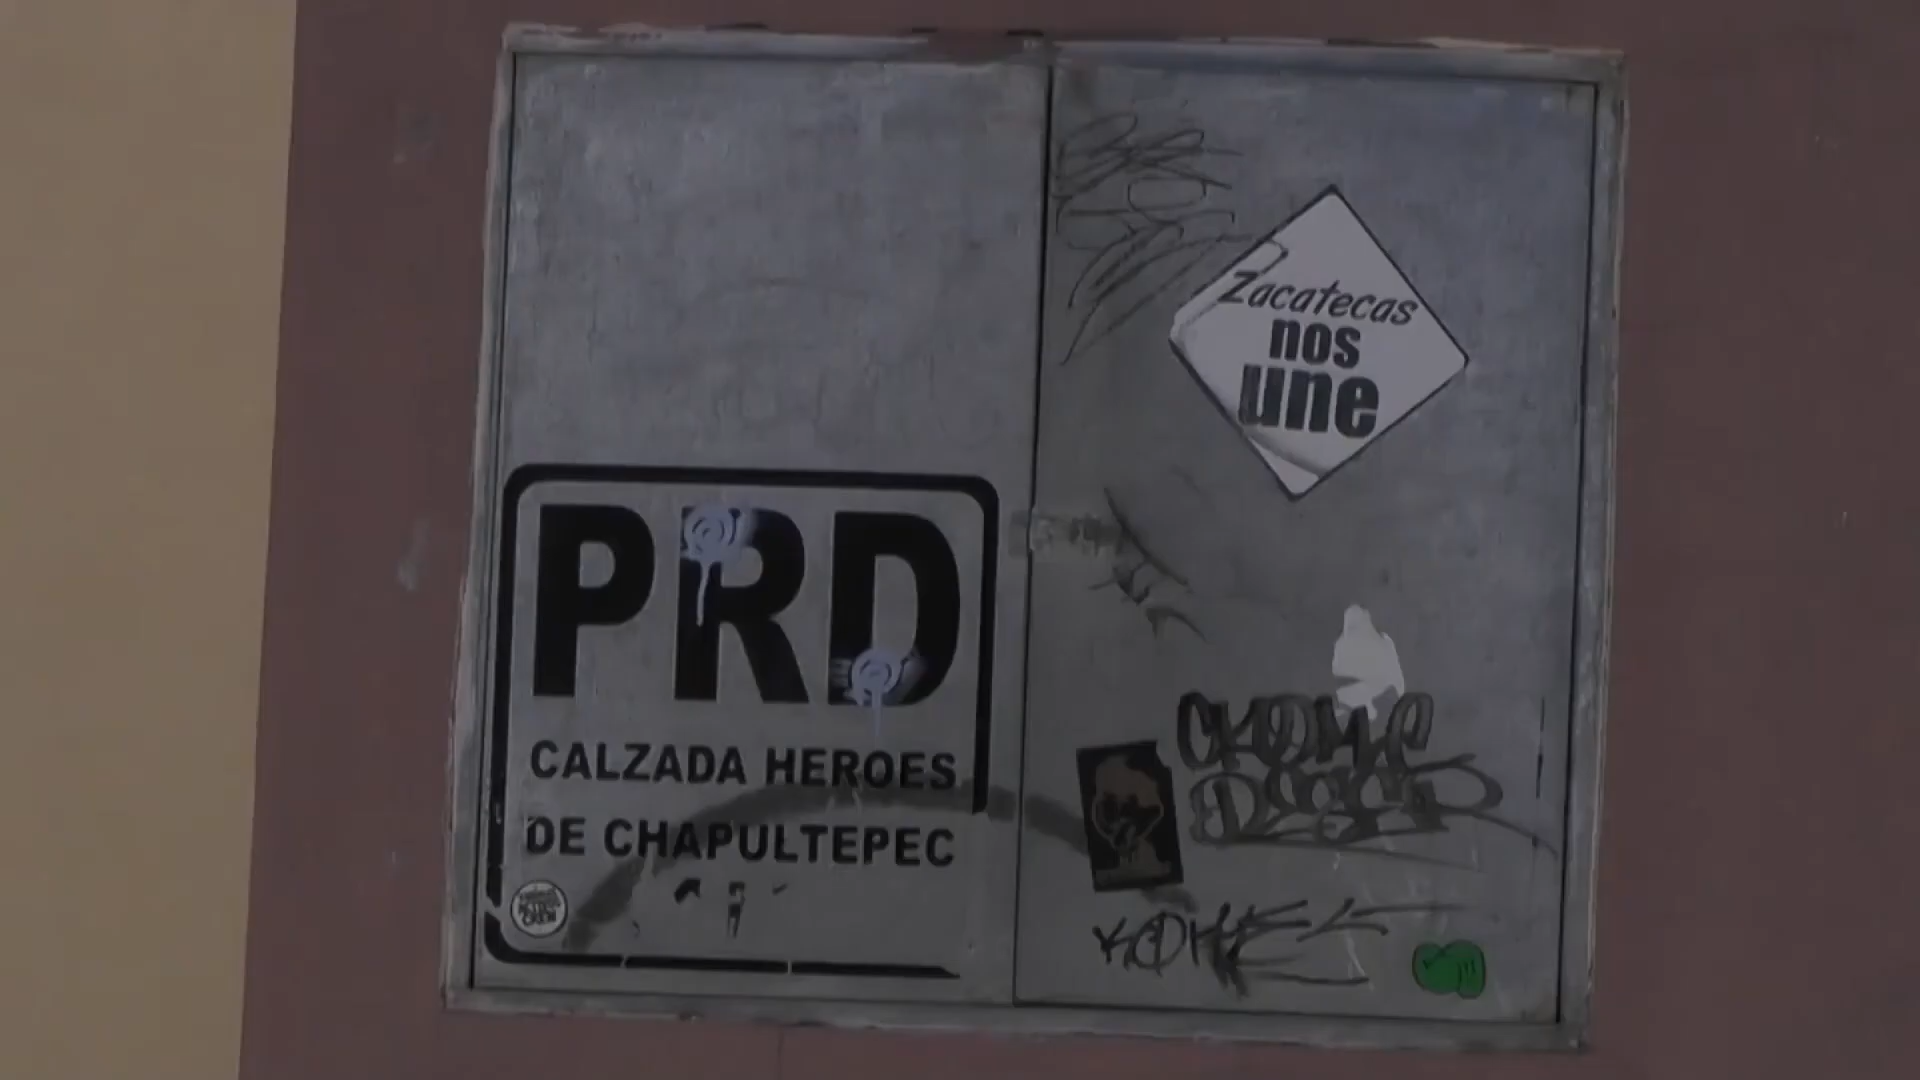 PRD
CALZADA HEROES
DE CHAPULTEPEC
Zacatecas
nos
une